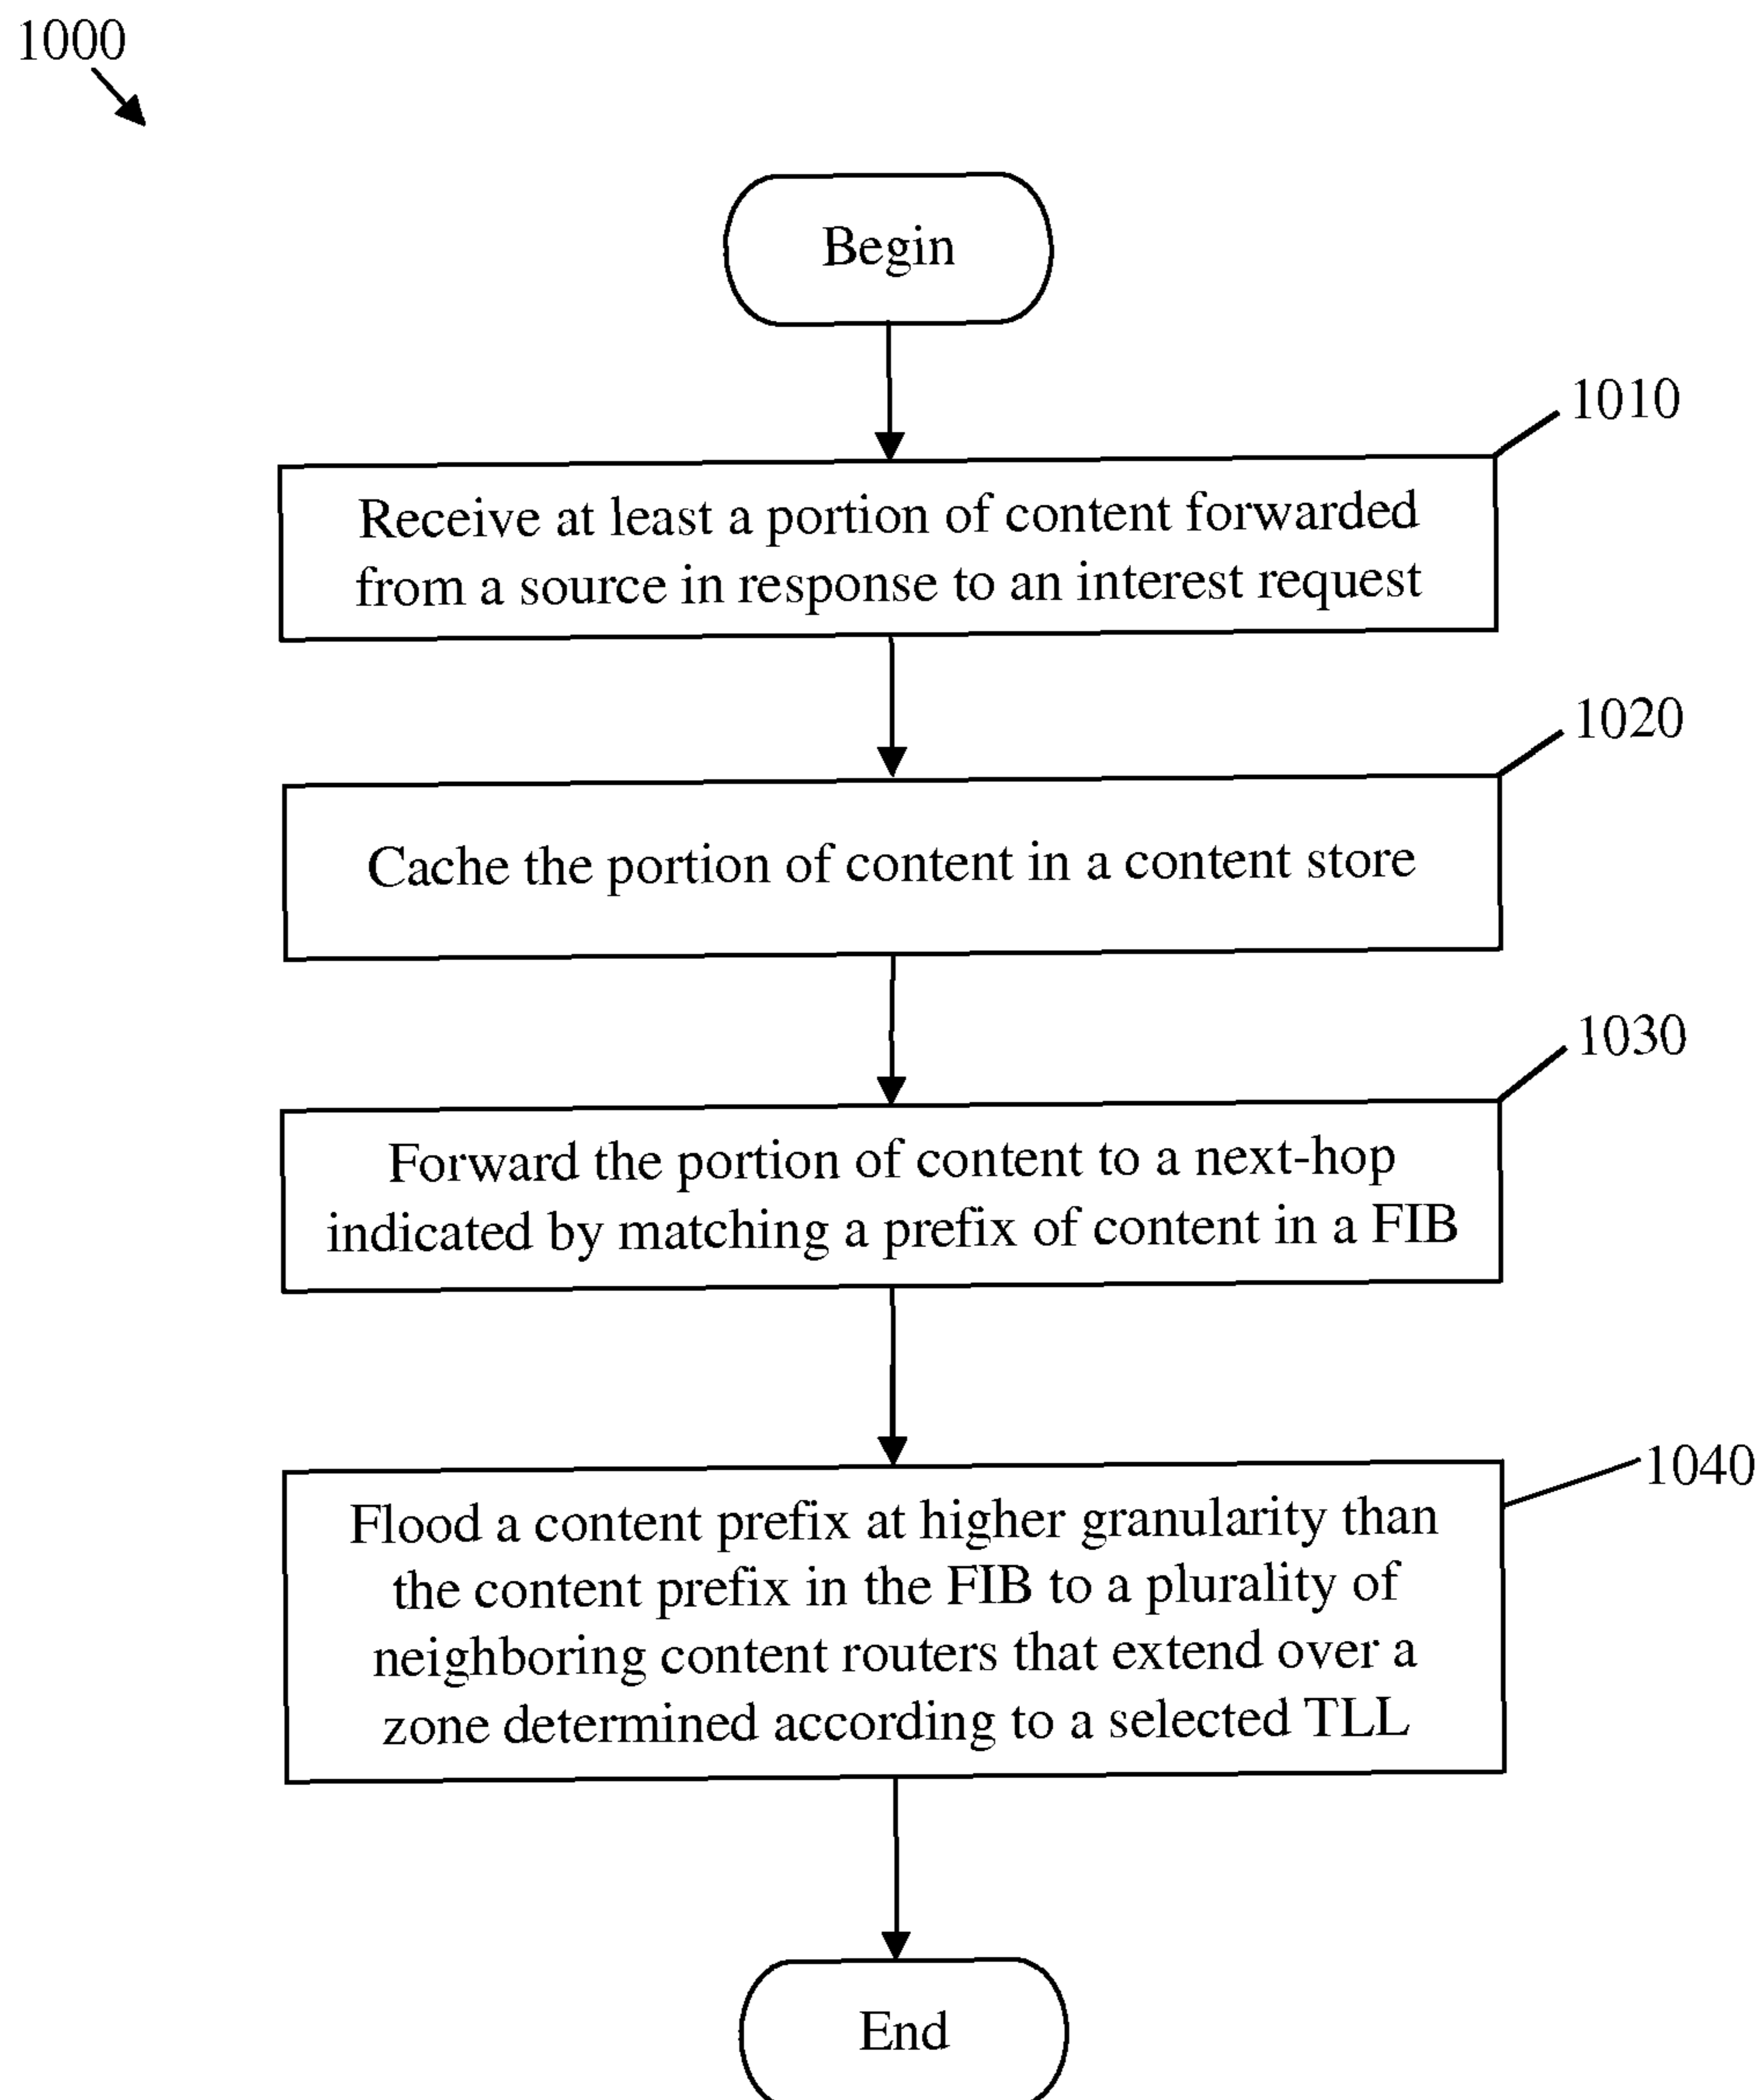 1000
Begin
1010
Receive at least a portion of content forwarded
from a source in response to an interest request
1020
Cache the portion of content in a content store
1030
Forward the portion of content to a next-hop
indicated by matching a prefix of content in a FIB
1040
Flood a content prefix at higher granularity than
the content prefix in the FIB to a plurality of
neighboring content routers that extend over a
zone determined according to a selected TLL
End